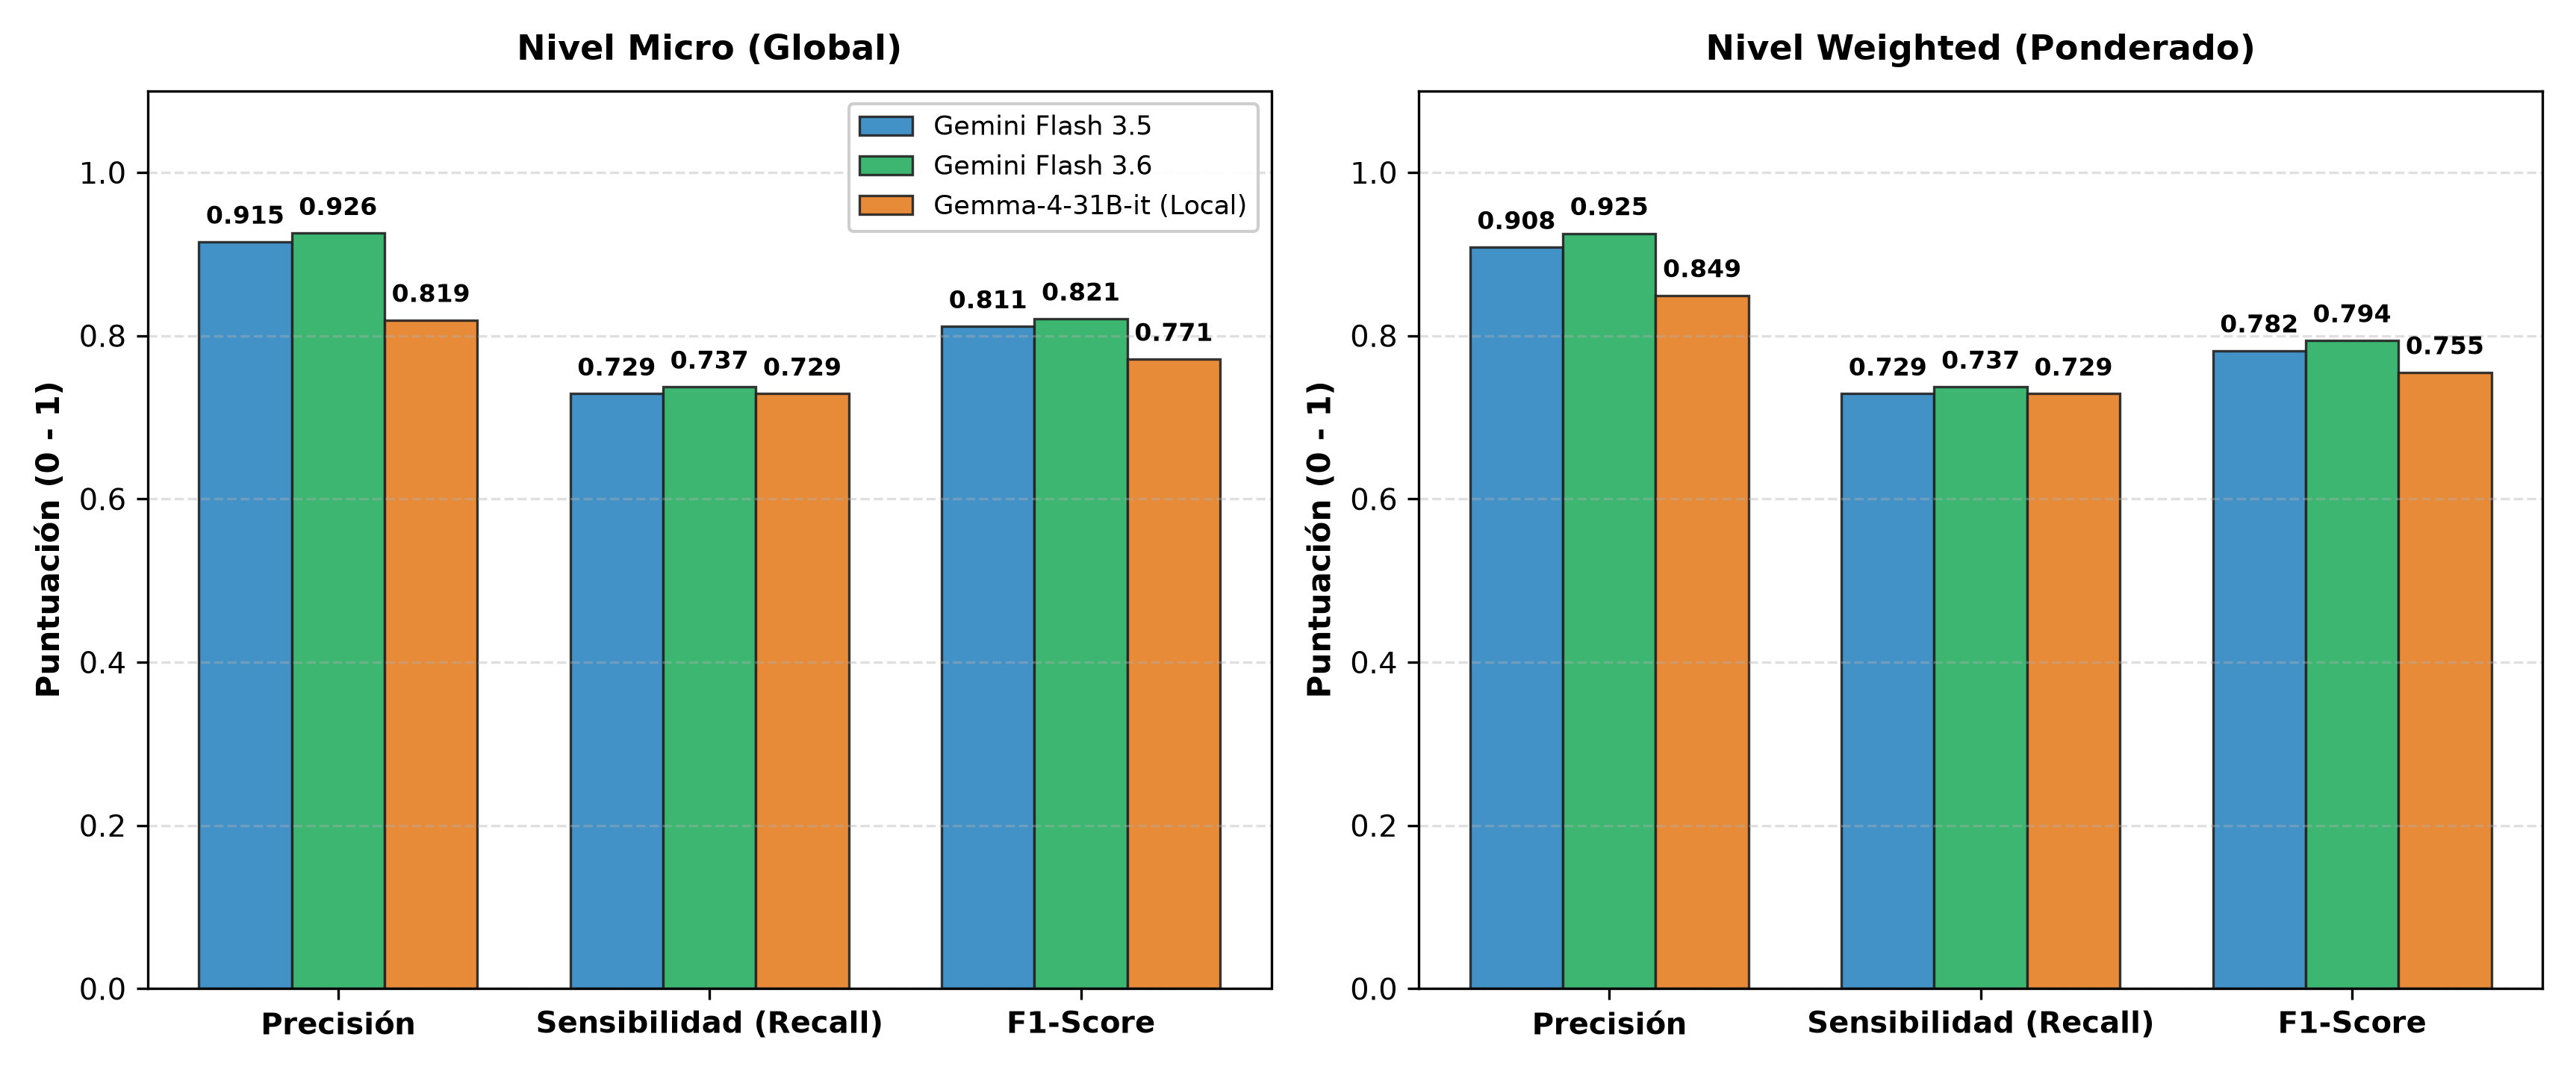 Nivel Micro (Global)
Puntuación (0 - 1)
1.0
0.8
0.6
0.4
0.2
0.0
Gemini Flash 3.5
Gemini Flash 3.6
Gemma-4-31B-it (Local)
0.915 0.926 0.819
0.729 0.737 0.729
0.811 0.821 0.771
Precisión Sensibilidad (Recall) F1-Score
Nivel Weighted (Ponderado)
Puntuación (0 - 1)
1.0
0.8
0.6
0.4
0.2
0.0
0.908 0.925 0.849
0.729 0.737 0.729
0.782 0.794 0.755
Precisión Sensibilidad (Recall) F1-Score